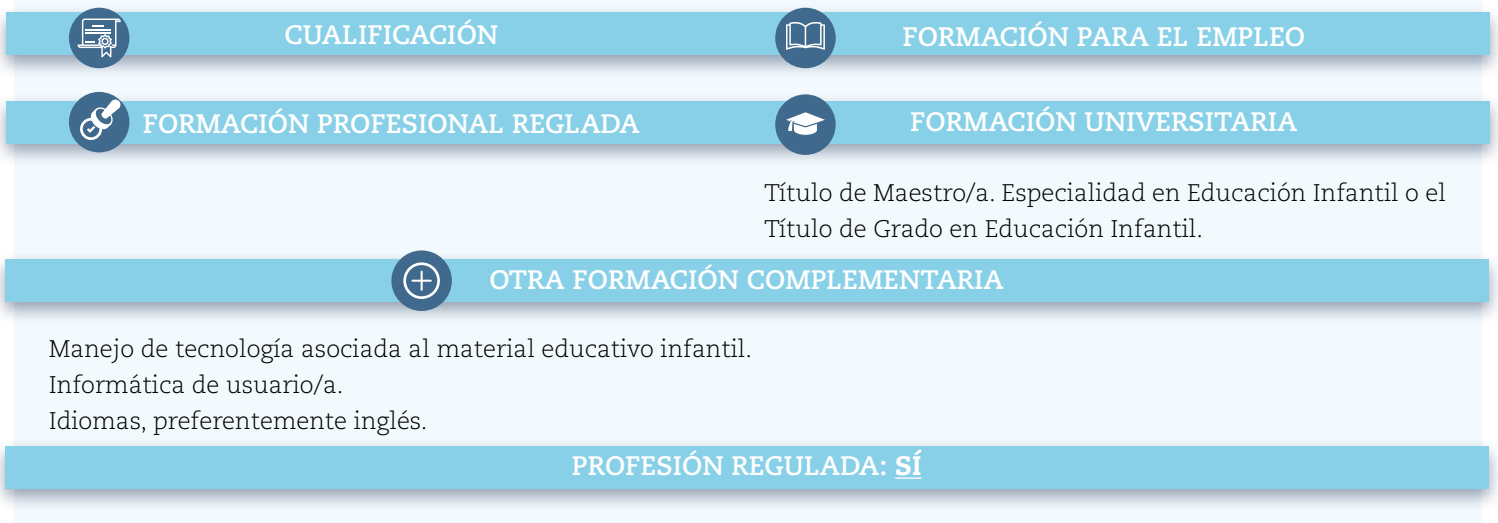 CUALIFICACIÓN
FORMACIÓN PARA EL EMPLEO
FORMACIÓN PROFESIONAL REGLADA
FORMACIÓN UNIVERSITARIA
Título de Maestro/a. Especialidad en Educación Infantil o el
Título de Grado en Educación Infantil.
OTRA FORMACIÓN COMPLEMENTARIA
Manejo de tecnología asociada al material educativo infantil.
Informática de usuario/a.
Idiomas, preferentemente inglés.
PROFESIÓN REGULADA: SÍ